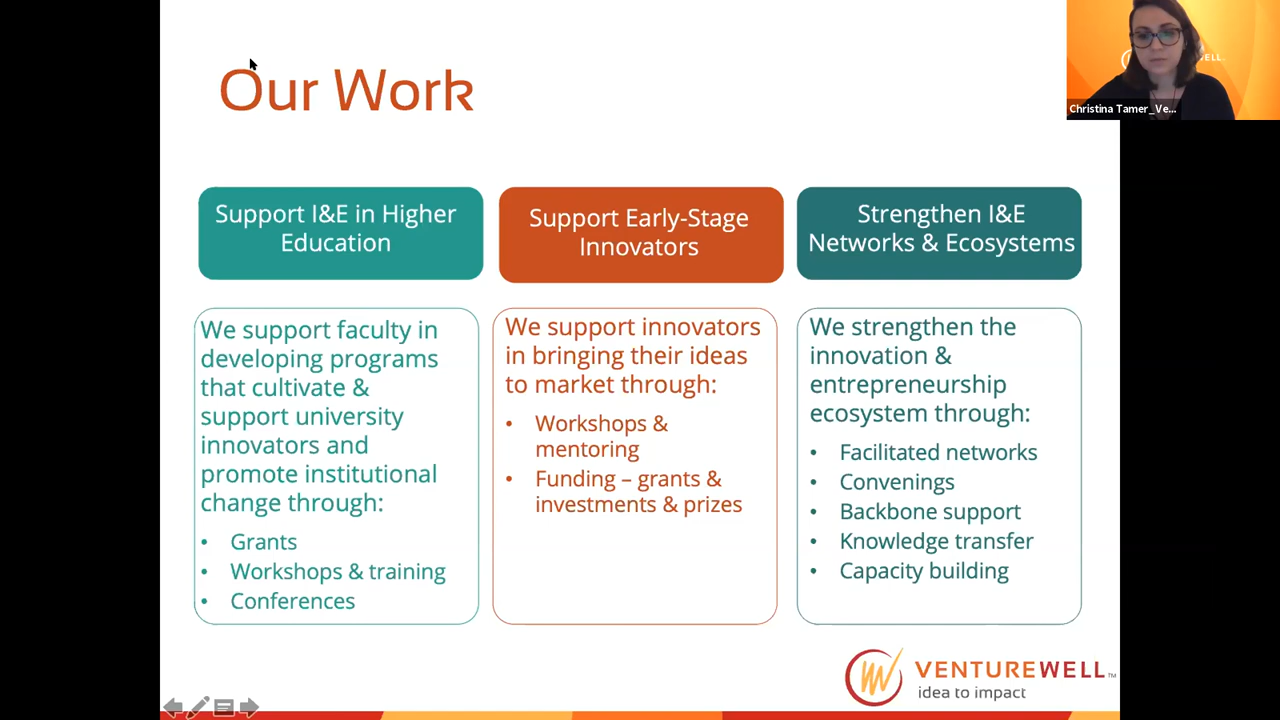 Our Work
WELL
Christina Tamer_Ve...
Support I&E in Higher
Education
Support Early-Stage
Innovators
Strengthen I&E
Networks & Ecosystems
We support faculty in
developing programs
that cultivate &
support university
innovators and
promote institutional
change through:
• Grants
• Workshops & training
• Conferences
We support innovators
in bringing their ideas
to market through:
• Workshops &
mentoring
• Funding – grants &
investments & prizes
We strengthen the
innovation &
entrepreneurship
ecosystem through:
• Facilitated networks
• Convenings
• Backbone support
• Knowledge transfer
• Capacity building
VENTUREWELL™
idea to impact